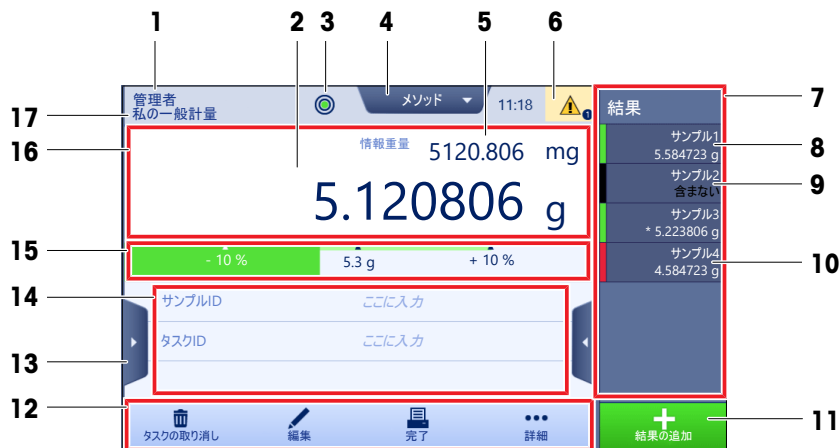 1
2
3
4
5
6
7
管理者
私の一般計量
メソッド
11:18
1
17
16
情報重量
5120.806 mg
5.120806 g
15
- 10 %
5.3 g
+ 10 %
14
サンプルID
ここに入力
タスクID
ここに入力
13
12
タスクの取り消し
編集
完了
詳細
結果
サンプル1
5.584723 g
8
サンプル2
含まない
9
サンプル3
* 5.223806 g
サンプル4
4.584723 g
10
結果の追加
11